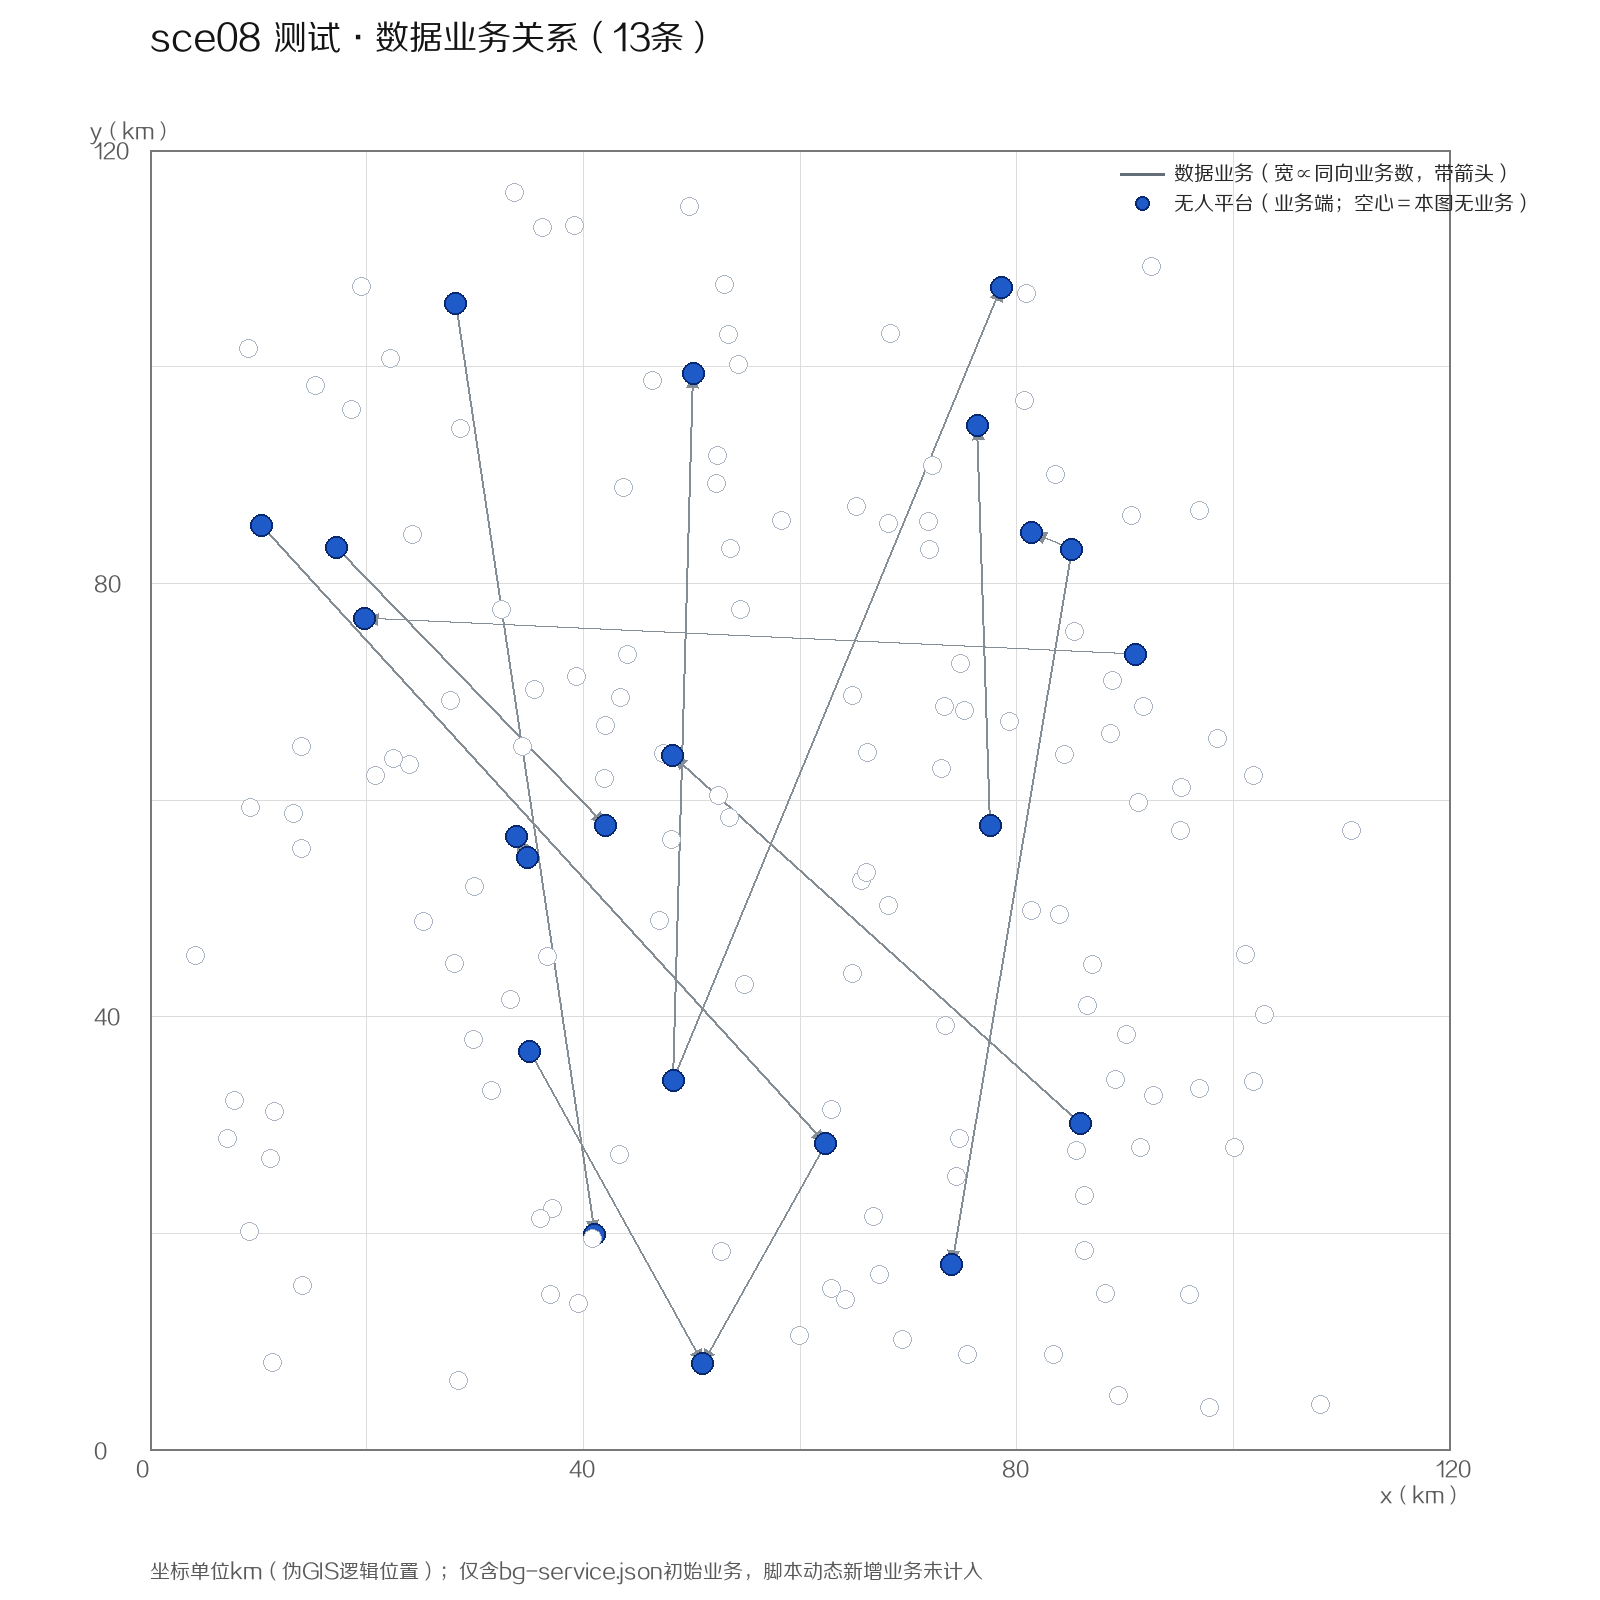 sce08 测试·数据业务关系（13条）
y（km）
120
数据业务（宽∝同向业务数，带箭头）
无人平台（业务端；空心＝本图无业务）
80
40
0
0 40 80 120
x（km）
坐标单位km（伪GIS逻辑位置）；仅含bg-service.json初始业务，脚本动态新增业务未计入